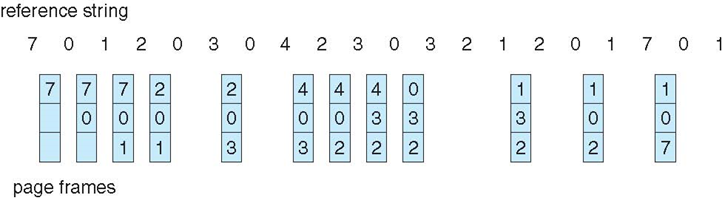 reference string
7 0 1 2 0 3 0 4 2 3 0 3 2 1 2 0 1 7 0 1
7 7 7 2 2 4 4 4 0 1 1 1
0 0 0 0 0 0 3 3 3 0 0
1 1 3 3 2 2 2 2 2 7
page frames